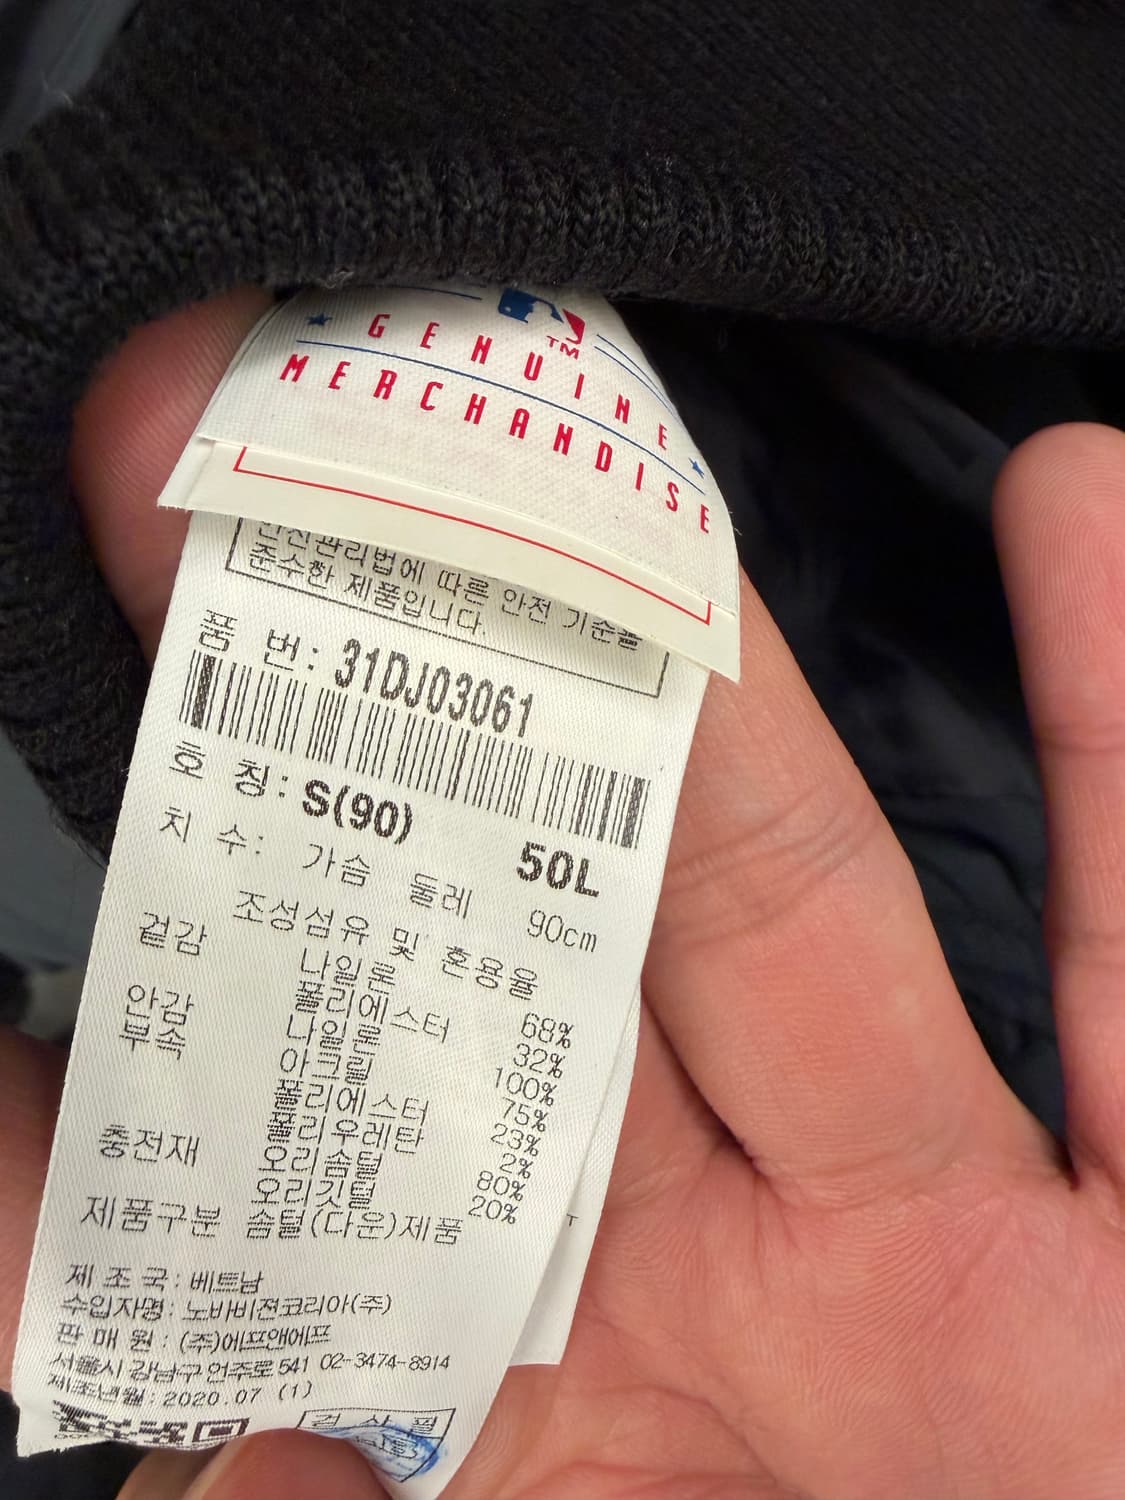 TM
GENUINE
MERCHANDISE
안전관리법에 따른 안전 기준을
준수한 제품입니다.
품 번: 31DJ03061
호 칭: S(90) 50L
치 수: 가슴 둘레 90cm
조성섬유 및 혼용율
겉감 나일론 68%
폴리에스터 32%
안감 나일론 100%
부속 아크릴 75%
폴리에스터 23%
폴리우레탄 2%
충전재 오리솜털 80%
오리깃털 20%
제품구분 솜털(다운)제품
제 조 국: 베트남
수입자명: 노바비젼코리아(주)
판 매 원: (주)에프앤에프
서울시 강남구 언주로 541 02-3474-8914
제조년월: 2020.07 (1)
검 사 필